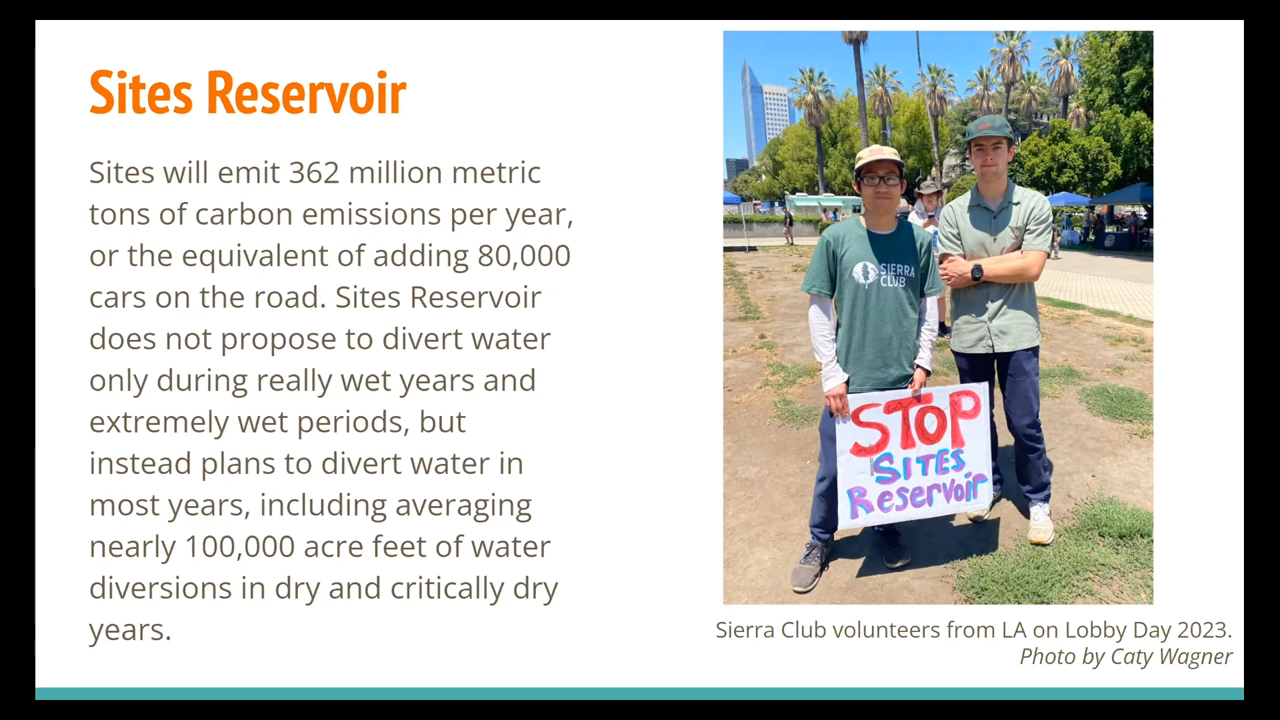 Sites Reservoir
Sites will emit 362 million metric
tons of carbon emissions per year,
or the equivalent of adding 80,000
cars on the road. Sites Reservoir
does not propose to divert water
only during really wet years and
extremely wet periods, but
instead plans to divert water in
most years, including averaging
nearly 100,000 acre feet of water
diversions in dry and critically dry
years.
SIERRA
CLUB
STOP
SITES
Reservoir
Sierra Club volunteers from LA on Lobby Day 2023.
Photo by Caty Wagner